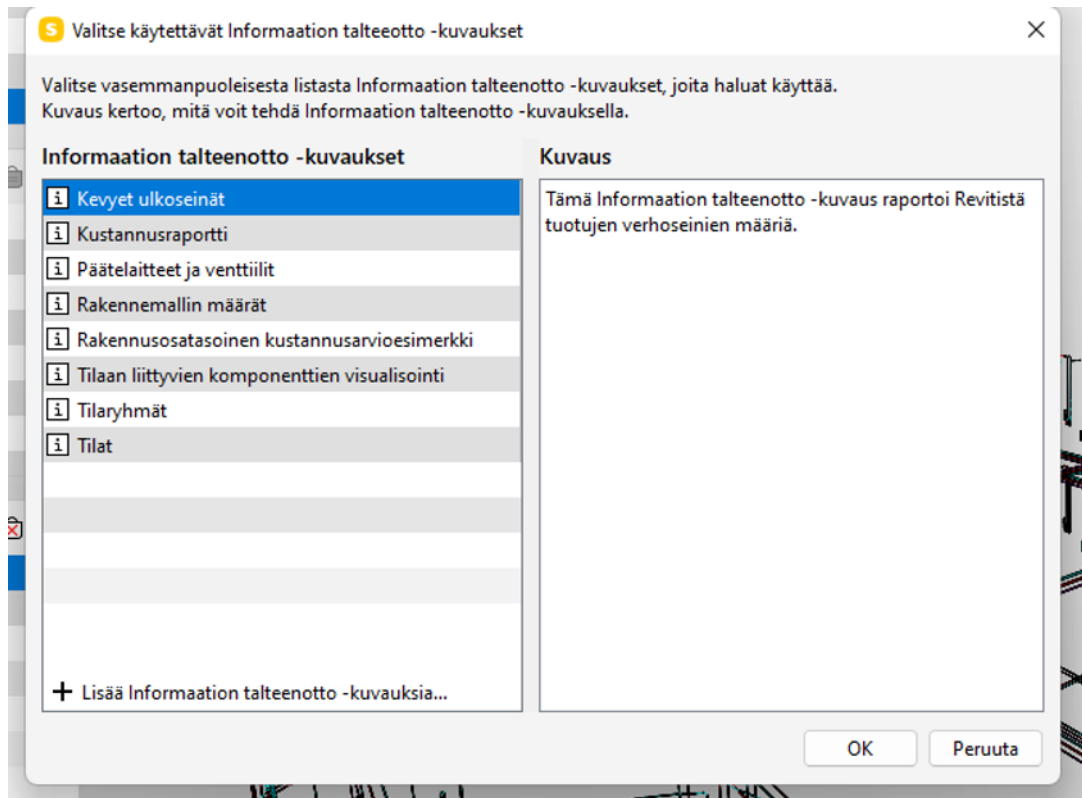 S Valitse käytettävät Informaation talteeotto -kuvaukset
Valitse vasemmanpuoleisesta listasta Informaation talteenotto -kuvaukset, joita haluat käyttää.
Kuvaus kertoo, mitä voit tehdä Informaation talteenotto -kuvauksella.
Informaation talteenotto -kuvaukset
i Kevyet ulkoseinät
i Kustannusraportti
i Päätelaitteet ja venttiilit
i Rakennemallin määrät
i Rakennusosatasoinen kustannusarvioesimerkki
i Tilaan liittyvien komponenttien visualisointi
i Tilaryhmät
i Tilat
+ Lisää Informaation talteenotto -kuvauksia...
Kuvaus
Tämä Informaation talteenotto -kuvaus raportoi Revitistä
tuotujen verhoseinien määriä.
OK
Peruuta